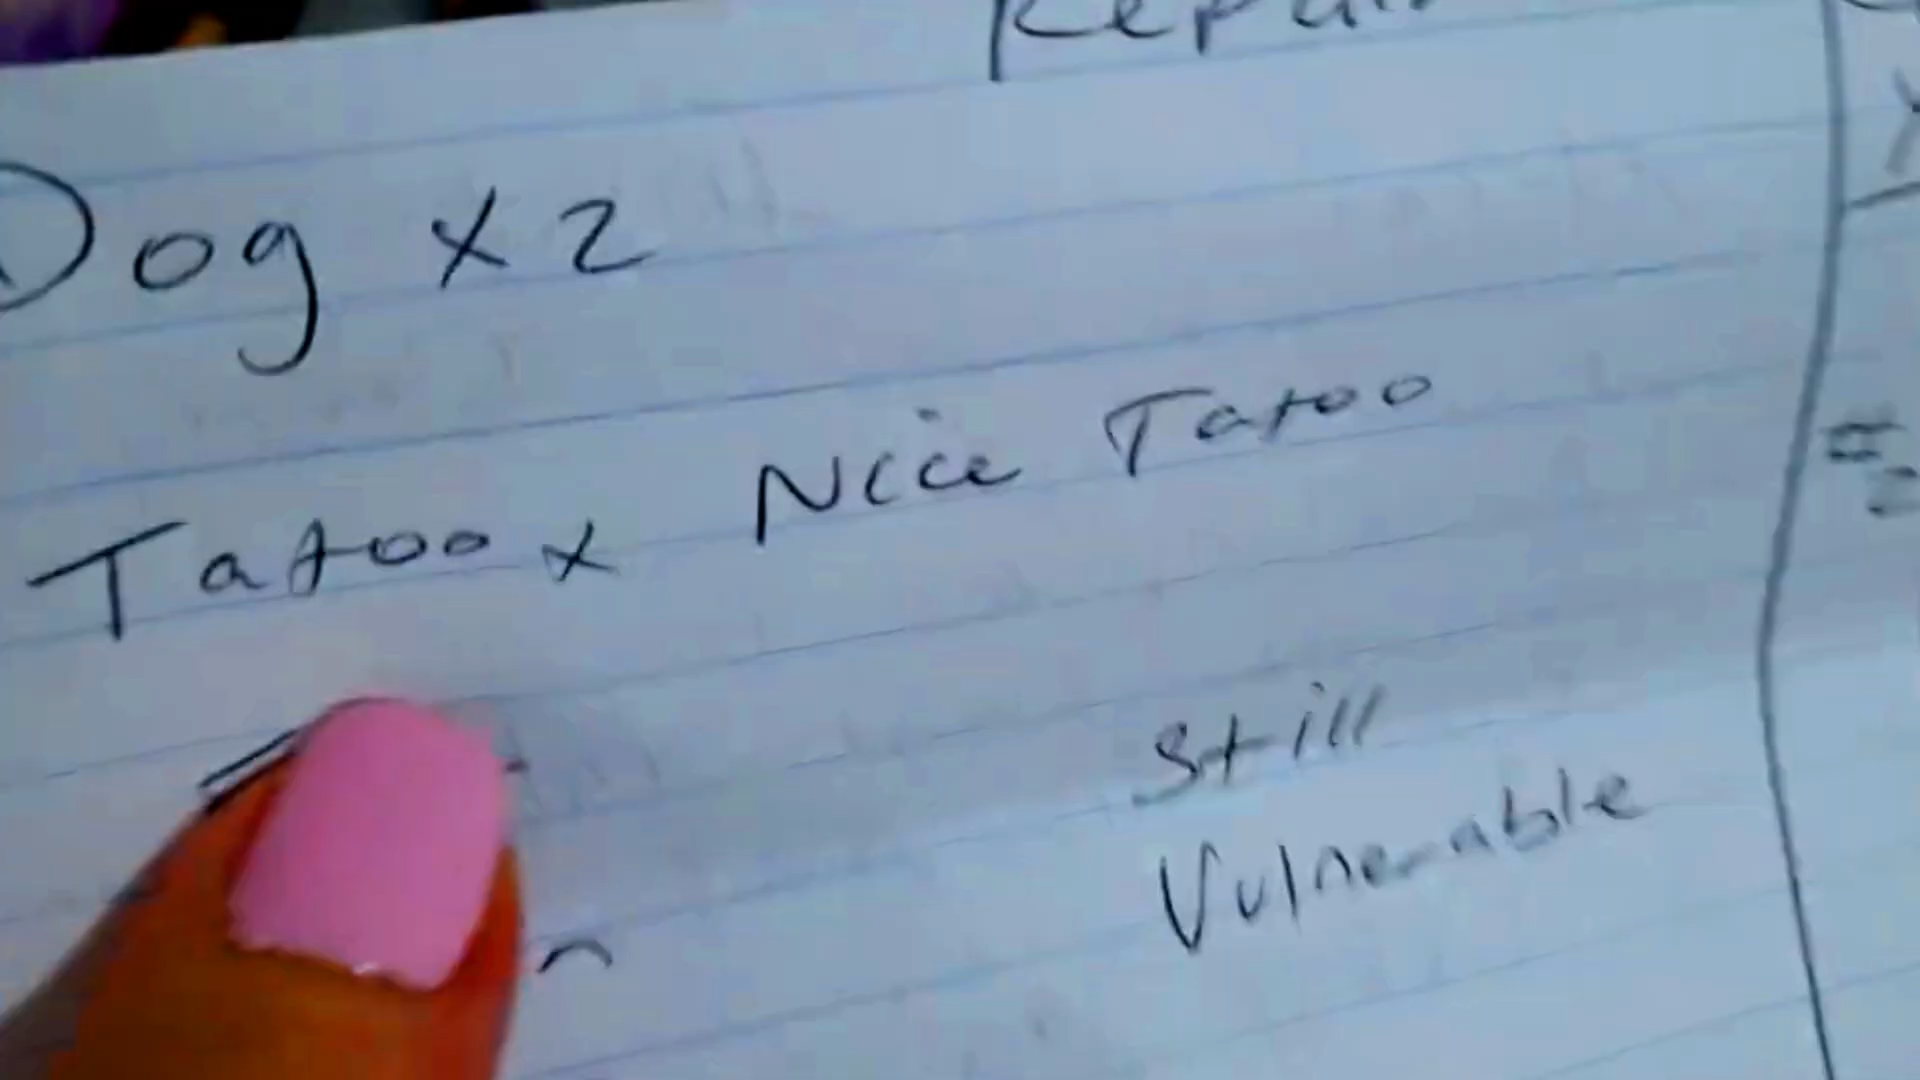 Dog x2
Tatoo x Nice Tatoo
Still
Vulnerable